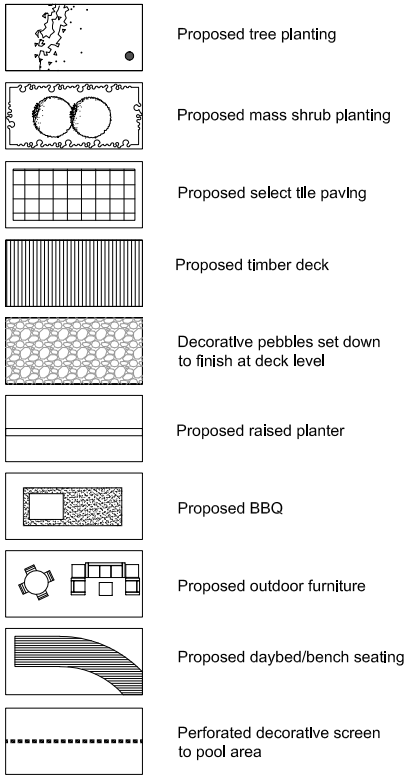 Proposed tree planting
Proposed mass shrub planting
Proposed select tile paving
Proposed timber deck
Decorative pebbles set down
to finish at deck level
Proposed raised planter
Proposed BBQ
Proposed outdoor furniture
Proposed daybed/bench seating
Perforated decorative screen
to pool area